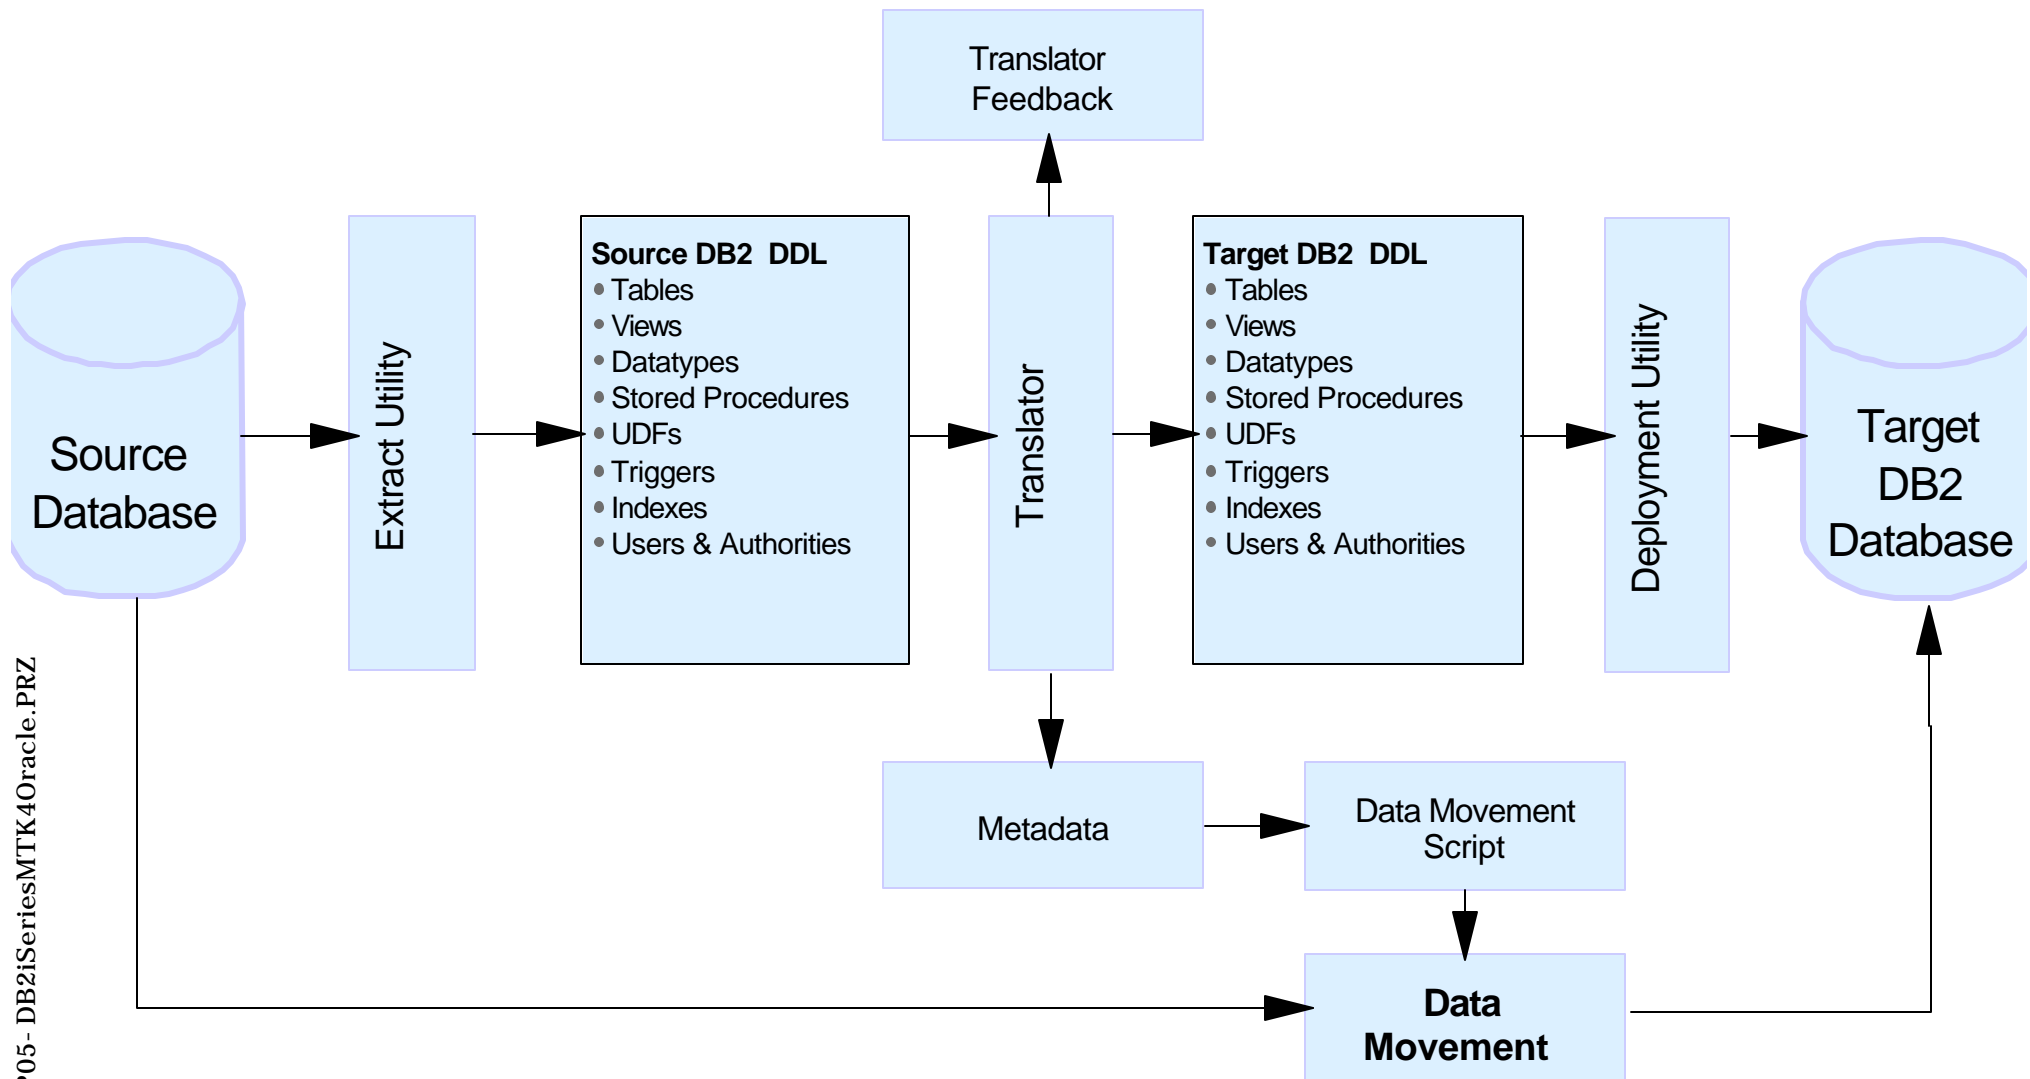 Translator
Feedback
Source
Database
Extract Utility
Source DB2 DDL
Tables
Views
Datatypes
Stored Procedures
UDFs
Triggers
Indexes
Users & Authorities
Translator
Target DB2 DDL
Tables
Views
Datatypes
Stored Procedures
UDFs
Triggers
Indexes
Users & Authorities
Deployment Utility
Target
DB2
Database
Metadata
Data Movement
Script
Data
Movement
05- DB2iSeriesMTK4Oracle.PRZ